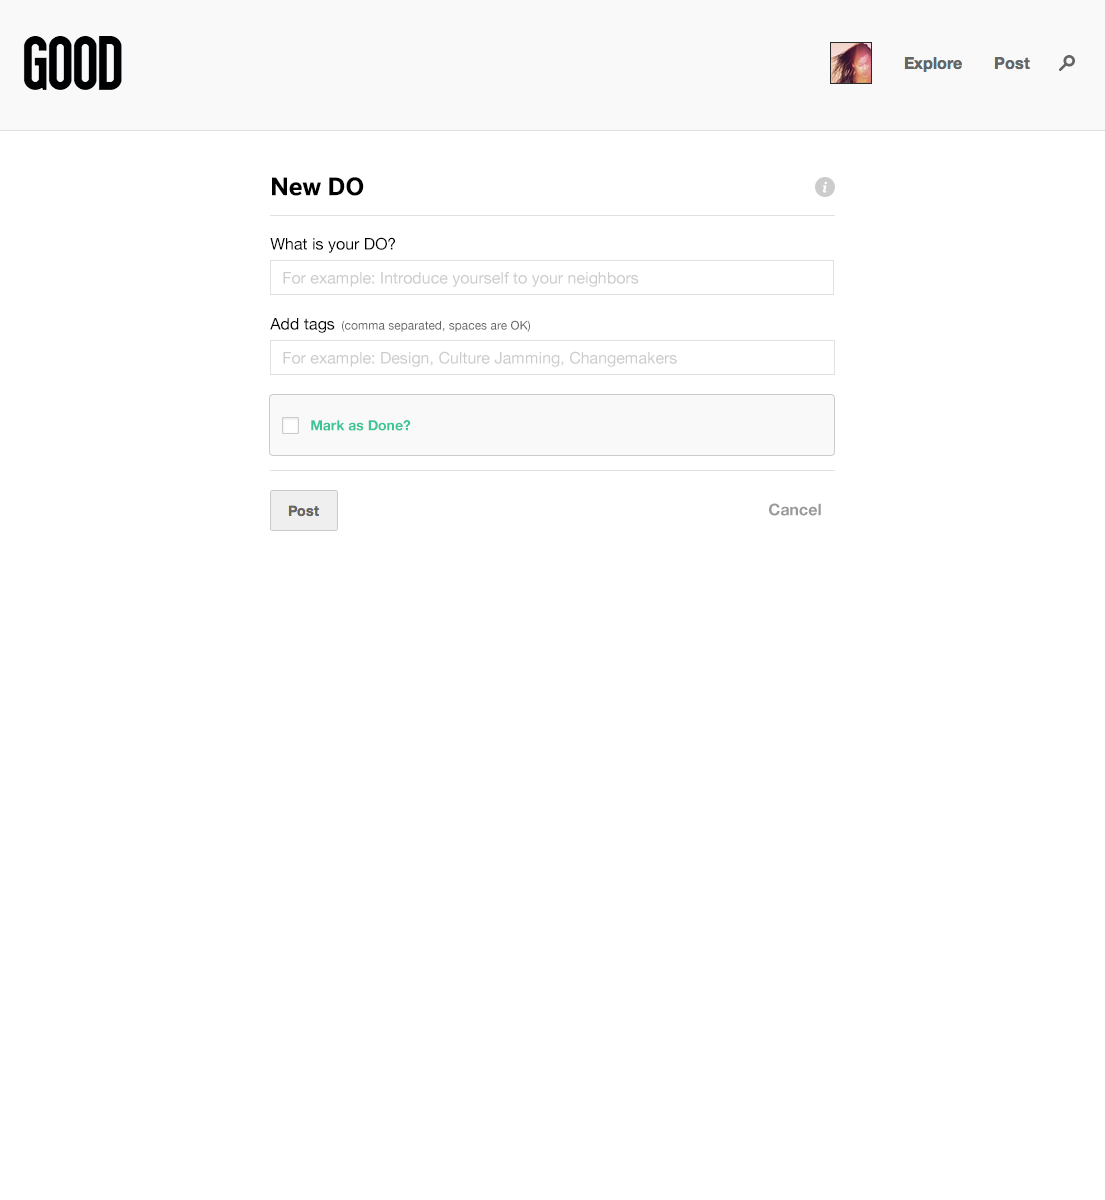 GOOD
Explore Post
New DO
i
What is your DO?
For example: Introduce yourself to your neighbors
Add tags (comma separated, spaces are OK)
For example: Design, Culture Jamming, Changemakers
Mark as Done?
Post Cancel